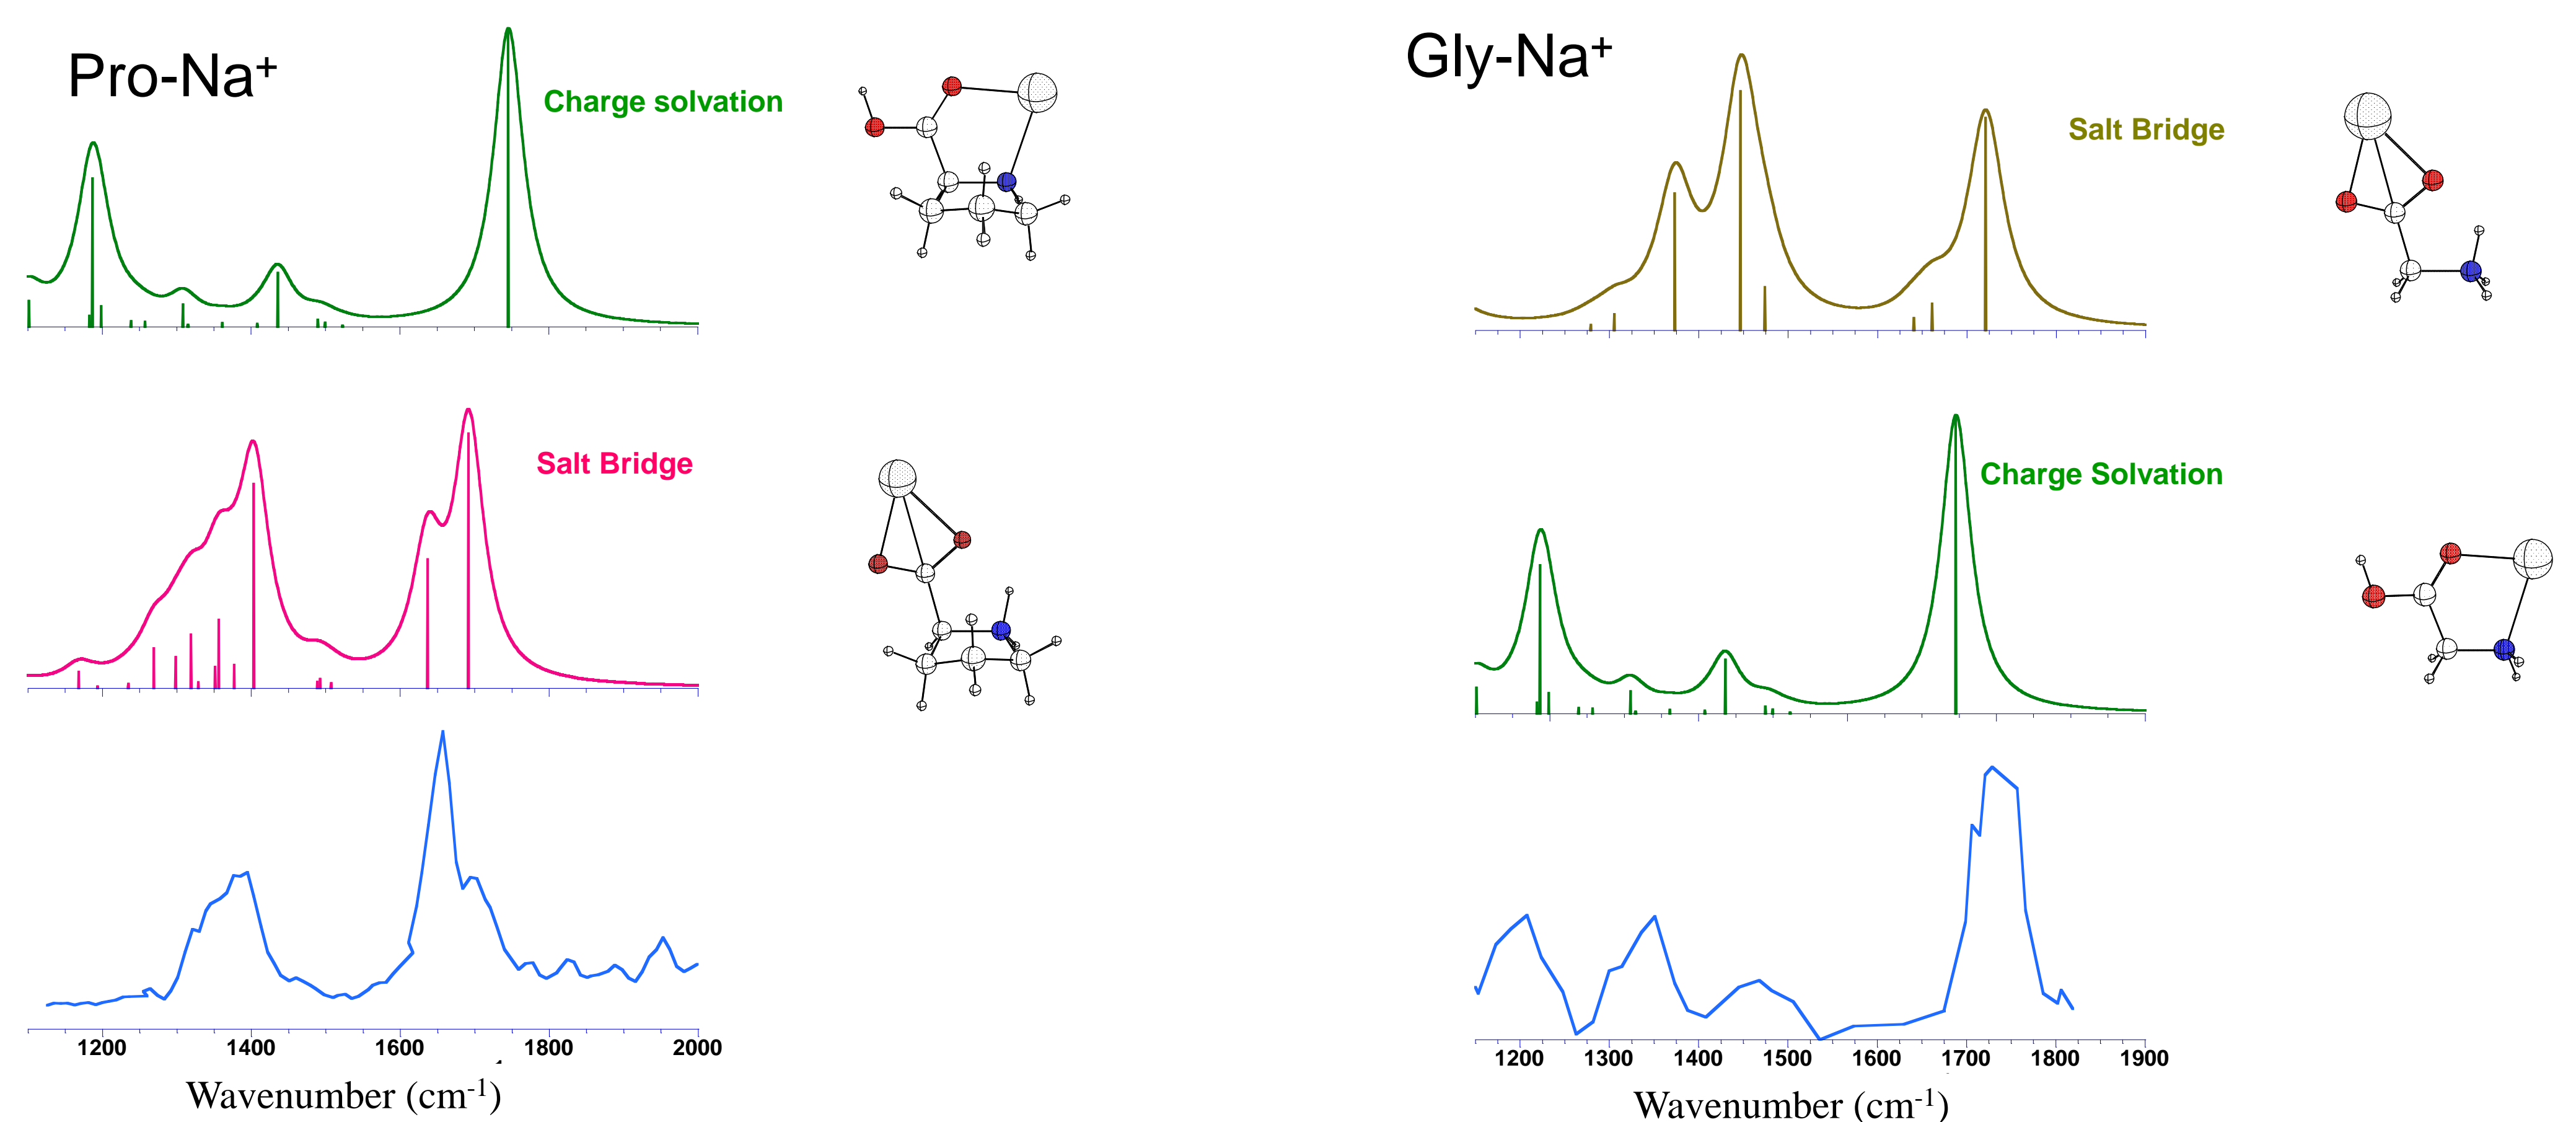 Pro-Na⁺
Charge solvation
Salt Bridge
1200 1400 1600 1800 2000
Wavenumber (cm⁻¹)
Gly-Na⁺
Salt Bridge
Charge Solvation
1200 1300 1400 1500 1600 1700 1800 1900
Wavenumber (cm⁻¹)